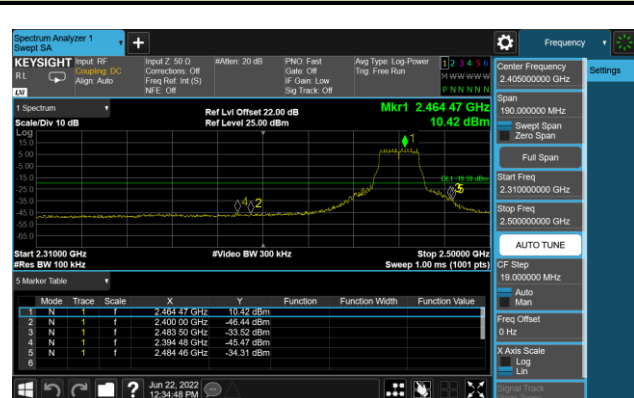 Spectrum Analyzer 1
Swept SA
Frequency
KEYSIGHT Input: RF Input Z: 50 Ω #Atten: 20 dB PNO: Fast Avg Type: Log-Power 1 2 3 4 5 6
RL Coupling: DC Corrections: Off Gate: Off Trig: Free Run M W W W W W
Align: Auto Freq Ref: Int (S) IF Gain: Low
NFE: Off Sig Track: Off P N N N N N
LNI
Center Frequency
2.405000000 GHz
Settings
Span
190.000000 MHz
Swept Span
Zero Span
Full Span
Start Freq
2.310000000 GHz
Stop Freq
2.500000000 GHz
AUTO TUNE
CF Step
19.000000 MHz
Auto
Man
Freq Offset
0 Hz
X Axis Scale
Log
Lin
Signal Track
1 Spectrum Ref Lvl Offset 22.00 dB Mkr1 2.464 47 GHz
Scale/Div 10 dB Ref Level 25.00 dBm 10.42 dBm
Log
15.0
5.00
-5.00
-15.0
-25.0
-35.0
-45.0
-55.0
-65.0
1
4 2
3 5
Start 2.31000 GHz #Video BW 300 kHz Stop 2.50000 GHz
#Res BW 100 kHz Sweep 1.00 ms (1001 pts)
5 Marker Table
Mode Trace Scale X Y Function Function Width Function Value
1 N 1 f 2.464 47 GHz 10.42 dBm
2 N 1 f 2.400 00 GHz -46.44 dBm
3 N 1 f 2.483 50 GHz -33.52 dBm
4 N 1 f 2.394 48 GHz -45.47 dBm
5 N 1 f 2.484 46 GHz -34.31 dBm
6
? Jun 22, 2022
12:34:48 PM